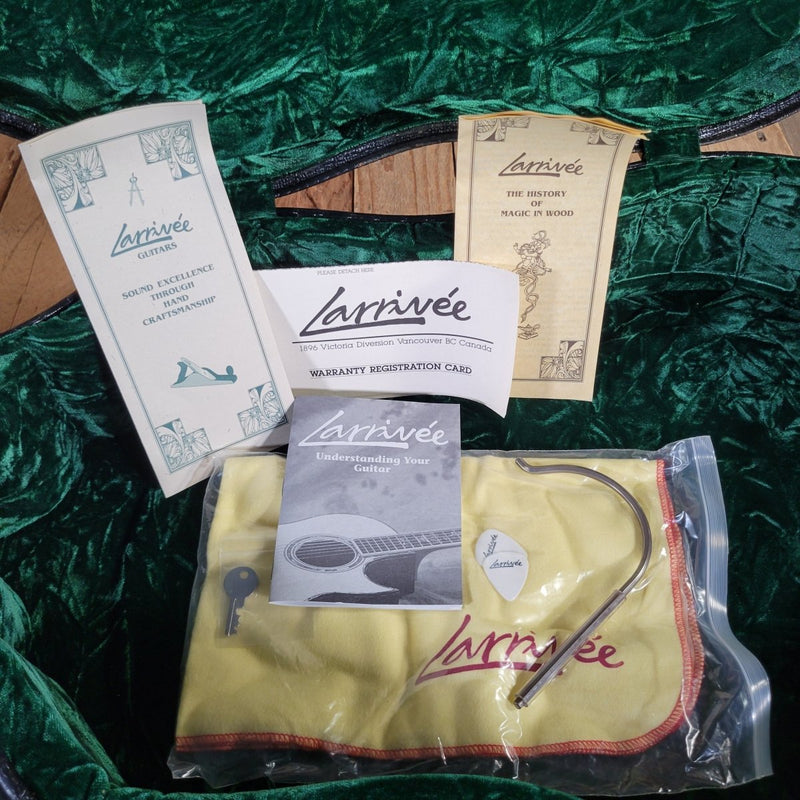 Larrivée
GUITARS
SOUND EXCELLENCE
THROUGH
HAND
CRAFTSMANSHIP
Larrivée
THE HISTORY
OF
MAGIC IN WOOD
PLEASE DETACH HERE
Larrivée
1896 Victoria Diversion Vancouver BC Canada
WARRANTY REGISTRATION CARD
Larrivée
Understanding Your
Guitar
Larrivée
Larrivée
Larrivée